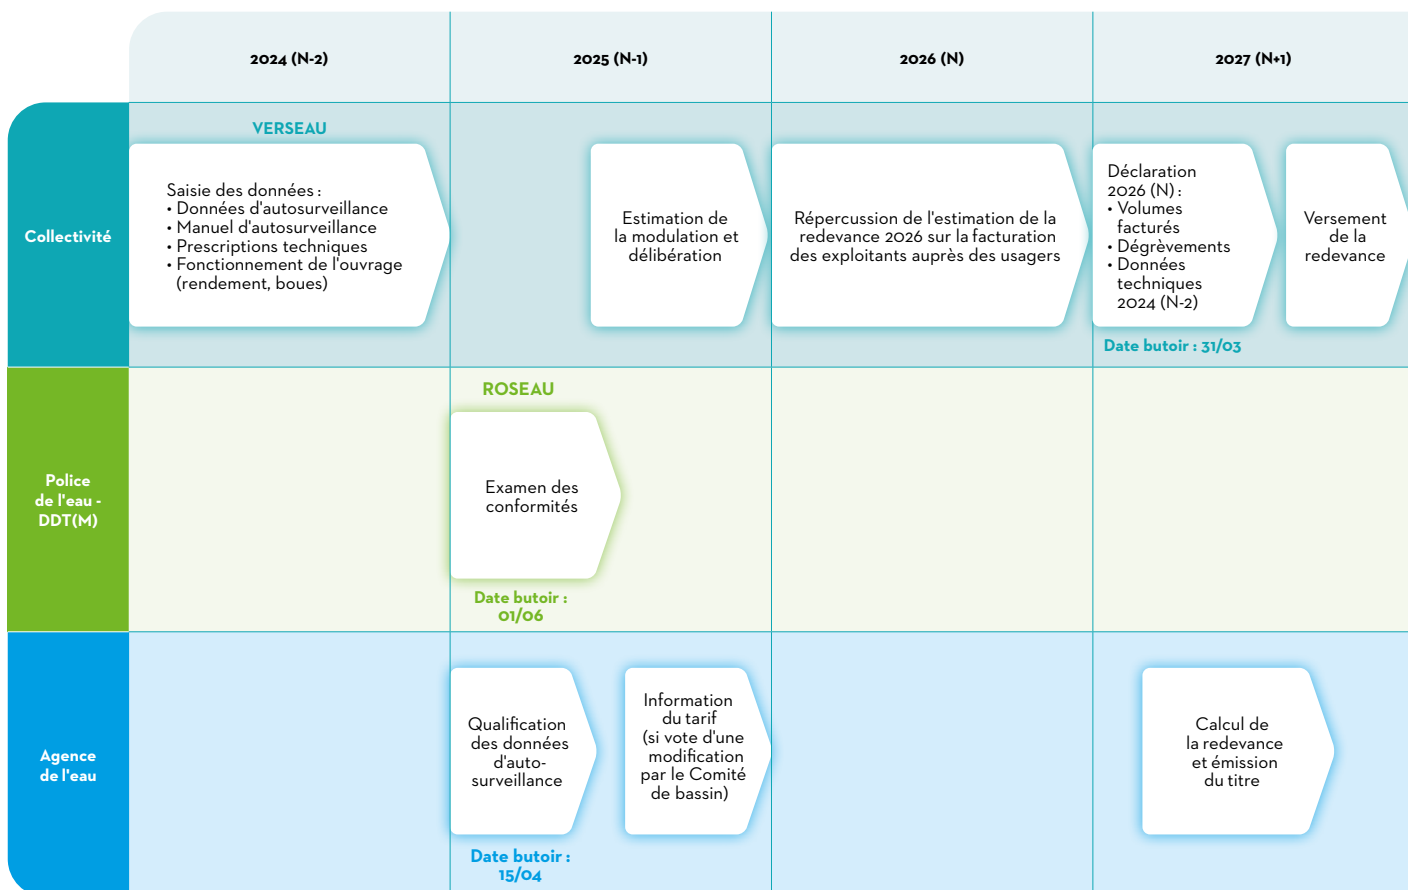 2024 (N-2)
2025 (N-1)
2026 (N)
2027 (N+1)
Collectivité
VERSEAU
Saisie des données :
• Données d'autosurveillance
• Manuel d'autosurveillance
• Prescriptions techniques
• Fonctionnement de l'ouvrage
(rendement, boues)
Estimation de
la modulation et
délibération
Répercussion de l'estimation de la
redevance 2026 sur la facturation
des exploitants auprès des usagers
Déclaration
2026 (N) :
• Volumes
facturés
• Dégrèvements
• Données
techniques
2024 (N-2)
Date butoir : 31/03
Versement
de la
redevance
Police
de l'eau -
DDT(M)
ROSEAU
Examen des
conformités
Date butoir :
01/06
Agence
de l'eau
Qualification
des données
d'auto-
surveillance
Date butoir :
15/04
Information
du tarif
(si vote d'une
modification
par le Comité
de bassin)
Calcul de
la redevance
et émission
du titre